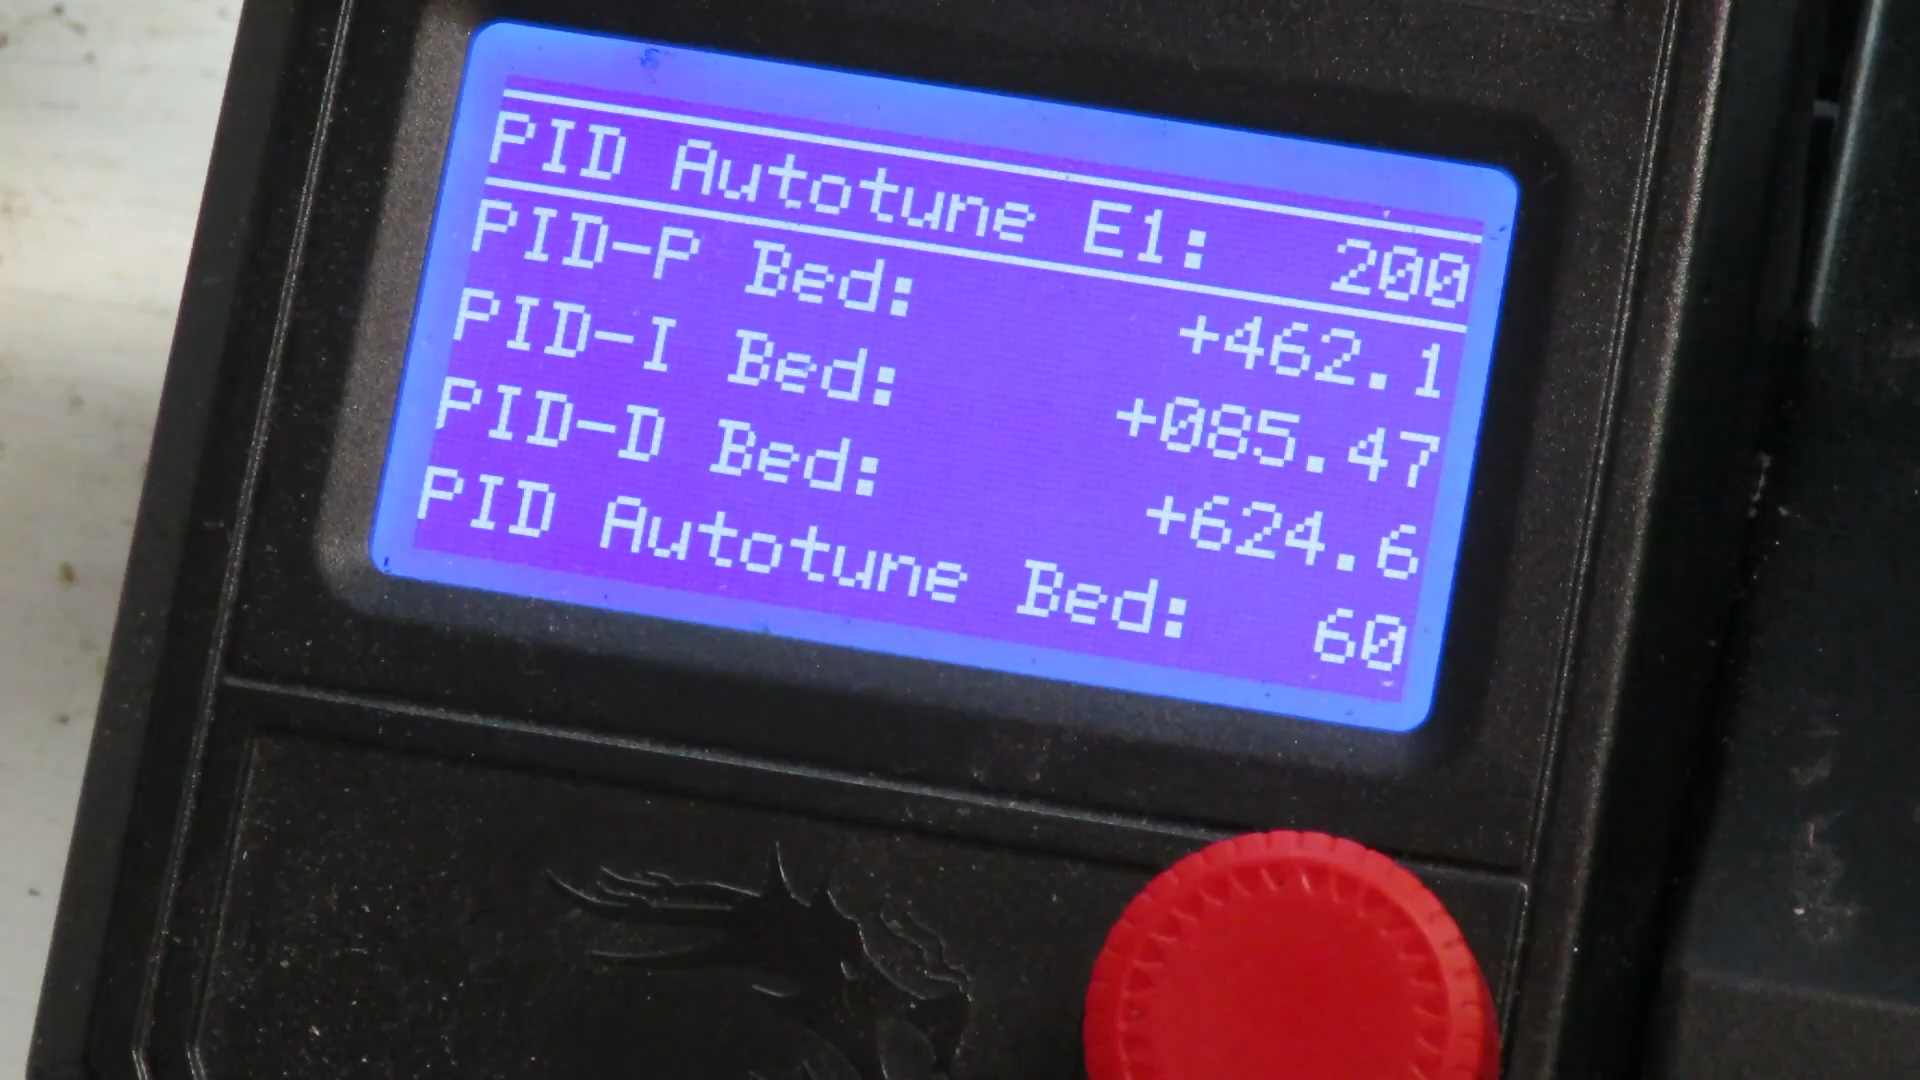 PID Autotune E1: 200
PID-P Bed: +462.1
PID-I Bed: +085.47
PID-D Bed: +624.6
PID Autotune Bed: 60